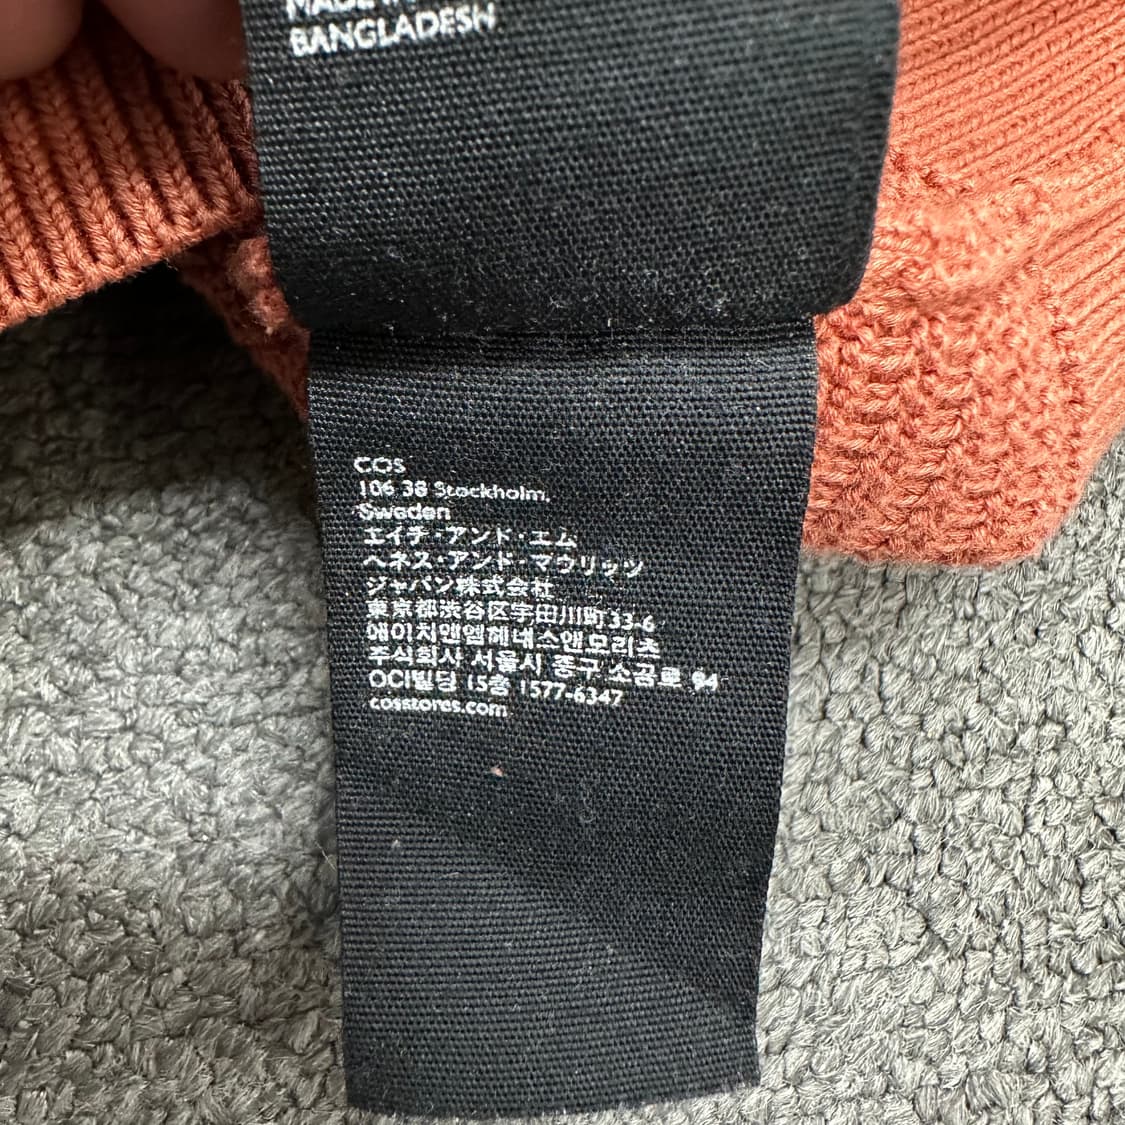 MADE IN
BANGLADESH
COS
106 38 Stockholm,
Sweden
エイチ・アンド・エム
ヘネス・アンド・マウリッツ
ジャパン株式会社
東京都渋谷区宇田川町33-6
에이치앤엠헤네스앤모리츠
주식회사 서울시 중구 소공로 94
OCI빌딩 15층 1577-6347
cosstores.com